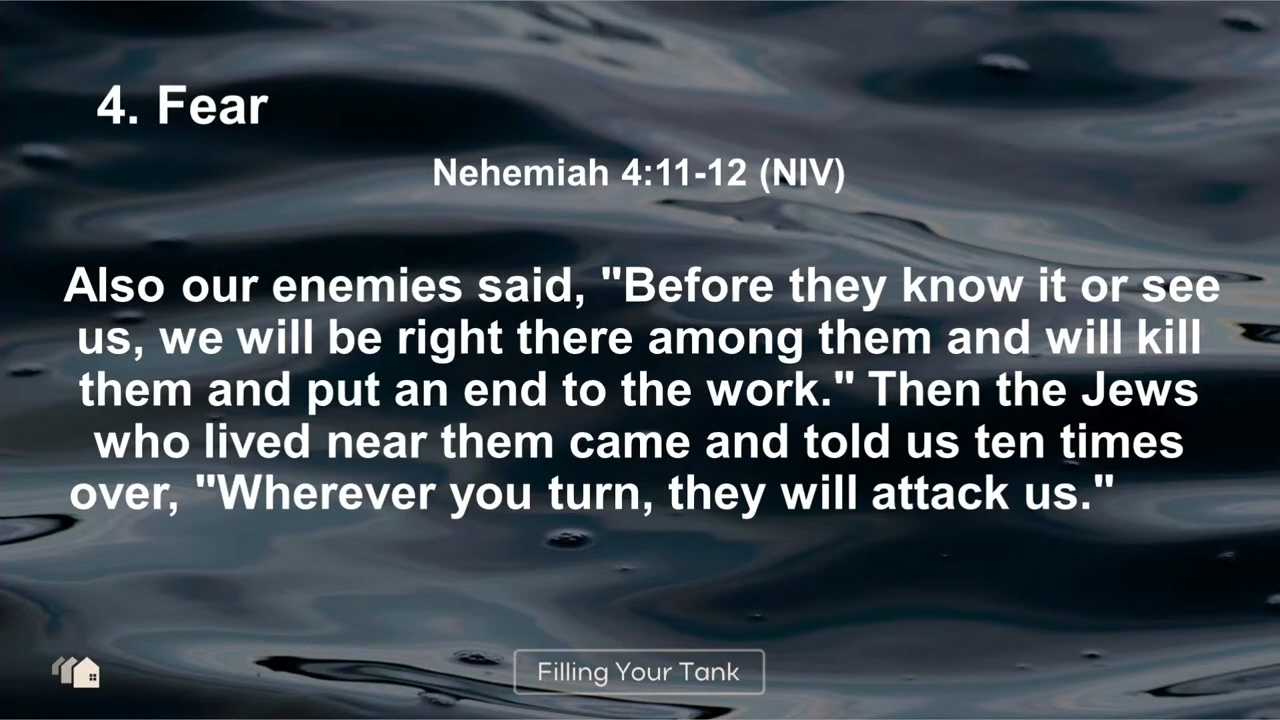 4. Fear
Nehemiah 4:11-12 (NIV)
Also our enemies said, "Before they know it or see
us, we will be right there among them and will kill
them and put an end to the work." Then the Jews
who lived near them came and told us ten times
over, "Wherever you turn, they will attack us."
Filling Your Tank